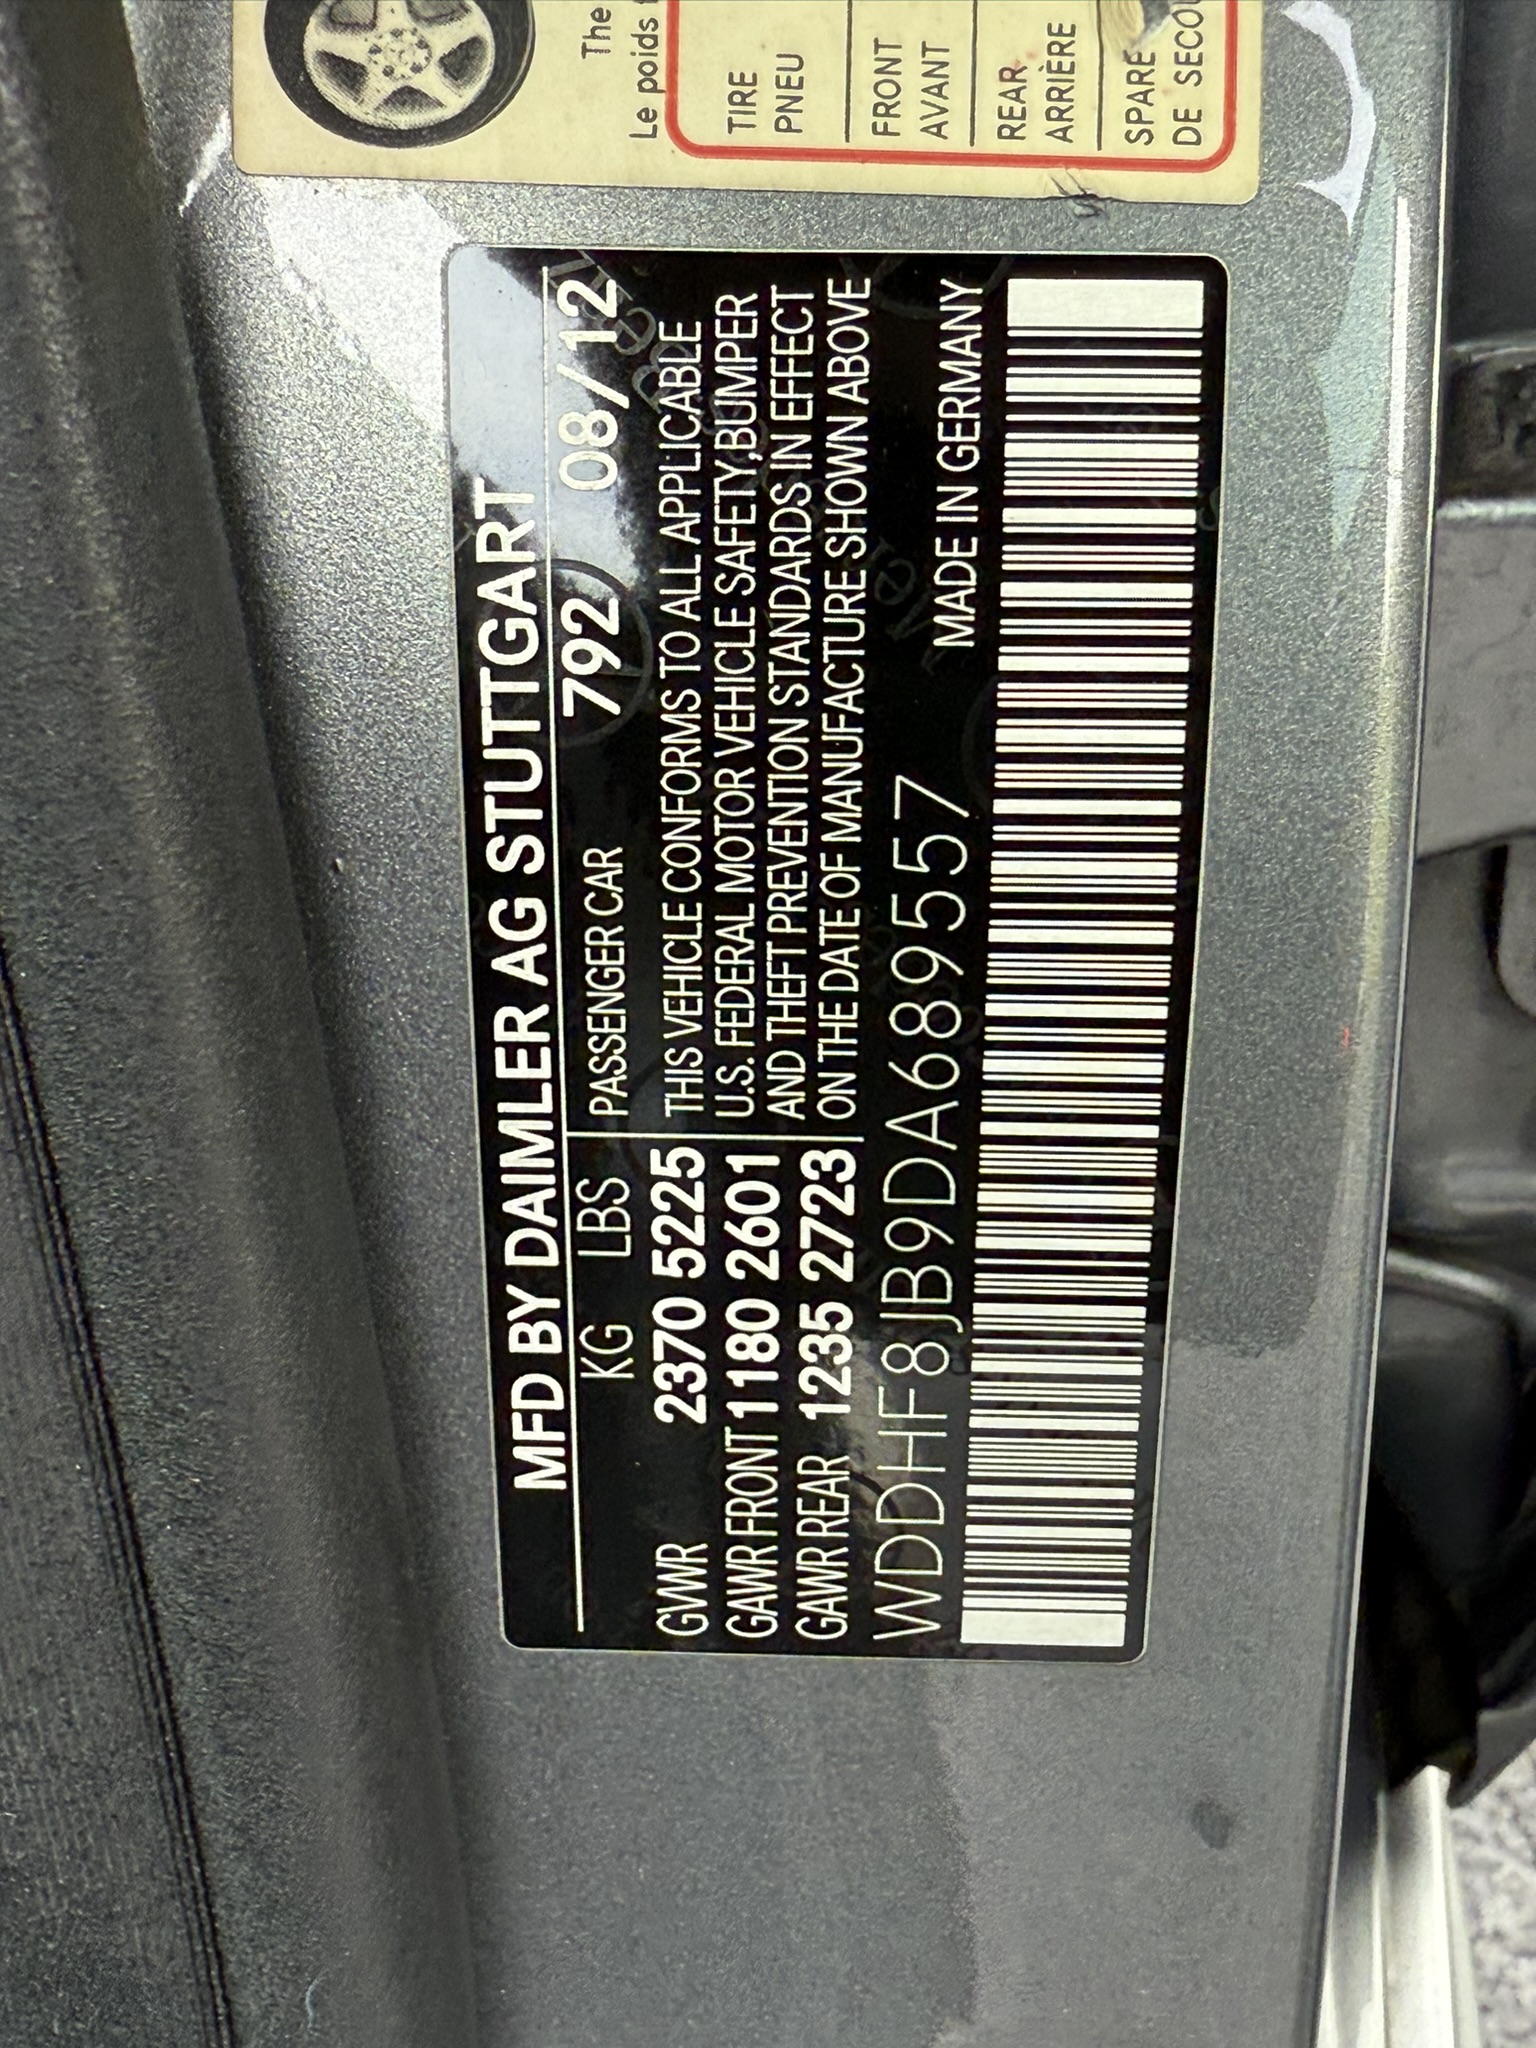 MFD BY DAIMLER AG STUTTGART
KG LBS PASSENGER CAR 792 08/12
GVWR 2370 5225 THIS VEHICLE CONFORMS TO ALL APPLICABLE
GAWR FRONT 1180 2601 U.S. FEDERAL MOTOR VEHICLE SAFETY,BUMPER
AND THEFT PREVENTION STANDARDS IN EFFECT
GAWR REAR 1235 2723 ON THE DATE OF MANUFACTURE SHOWN ABOVE
WDDHF8JB9DA689557 MADE IN GERMANY
The
Le poids
TIRE
PNEU
FRONT
AVANT
REAR
ARRIÈRE
SPARE
DE